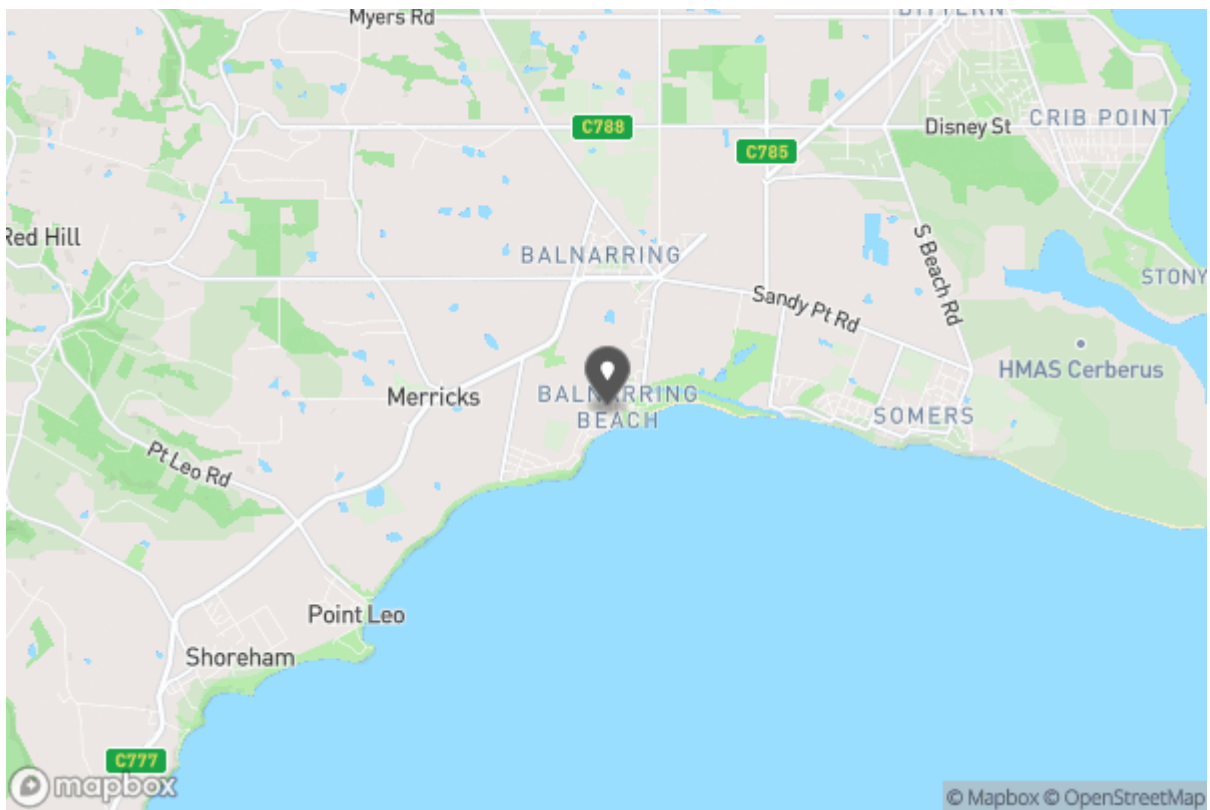 Myers Rd
BITTERN
C788
Disney St
CRIB POINT
C785
Red Hill
BALNARRING
S Beach Rd
STONY
Sandy Pt Rd
HMAS Cerberus
Merricks
BALNARRING
BEACH
SOMERS
Pt Leo Rd
Point Leo
Shoreham
C777
mapbox
© Mapbox © OpenStreetMap